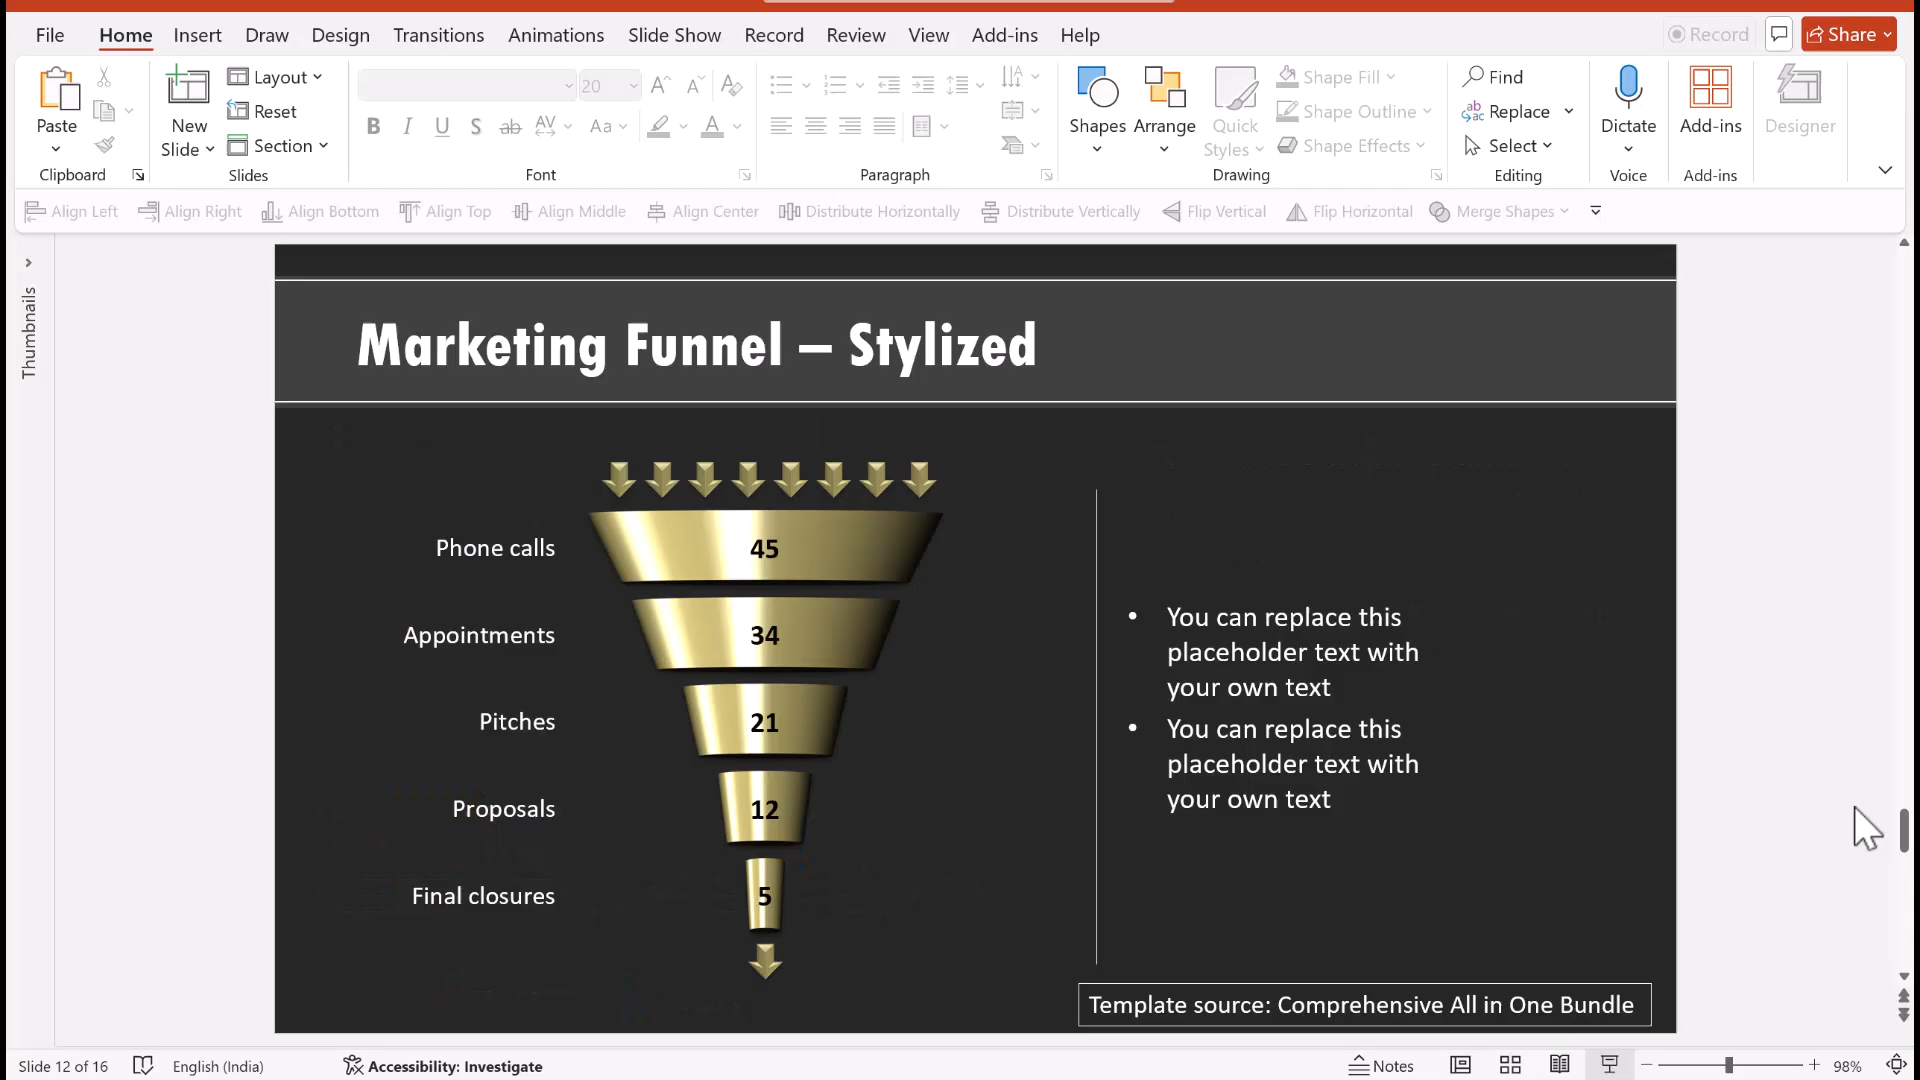 File Home Insert Draw Design Transitions Animations Slide Show Record Review View Add-ins Help Record Share
Paste
Clipboard
New
Slide
Layout
Reset
Section
Slides
20
B I U S ab AV Aa A
Font
Paragraph
Shapes
Arrange
Quick
Styles
Shape Fill
Shape Outline
Shape Effects
Drawing
Find
Replace
Select
Editing
Dictate
Voice
Add-ins
Add-ins
Designer
Align Left Align Right Align Bottom Align Top Align Middle Align Center Distribute Horizontally Distribute Vertically Flip Vertical Flip Horizontal Merge Shapes
Thumbnails
Marketing Funnel – Stylized
Phone calls 45
Appointments 34
Pitches 21
Proposals 12
Final closures 5
• You can replace this
placeholder text with
your own text
• You can replace this
placeholder text with
your own text
Template source: Comprehensive All in One Bundle
Slide 12 of 16 English (India) Accessibility: Investigate Notes 98%